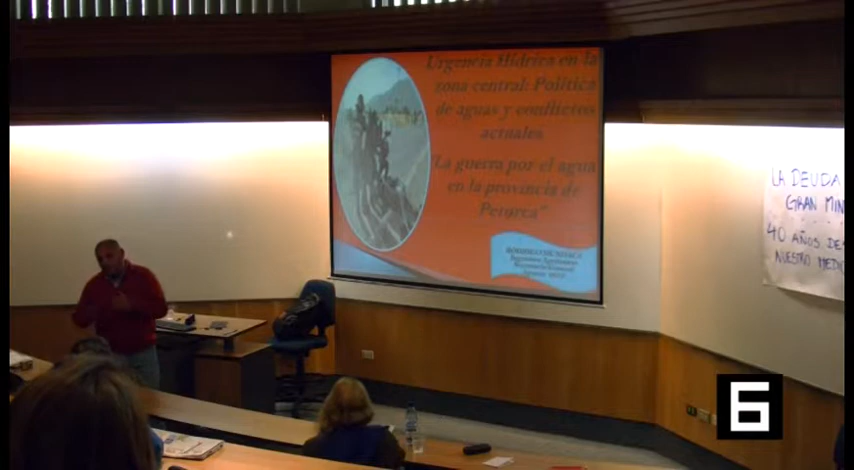 Urgencia Hídrica en la
zona central: Política
de aguas y conflictos
actuales
"La guerra por el agua
en la provincia de
Petorca"
LA DEUDA
GRAN MIN
40 AÑOS DE
NUESTRO MED
6